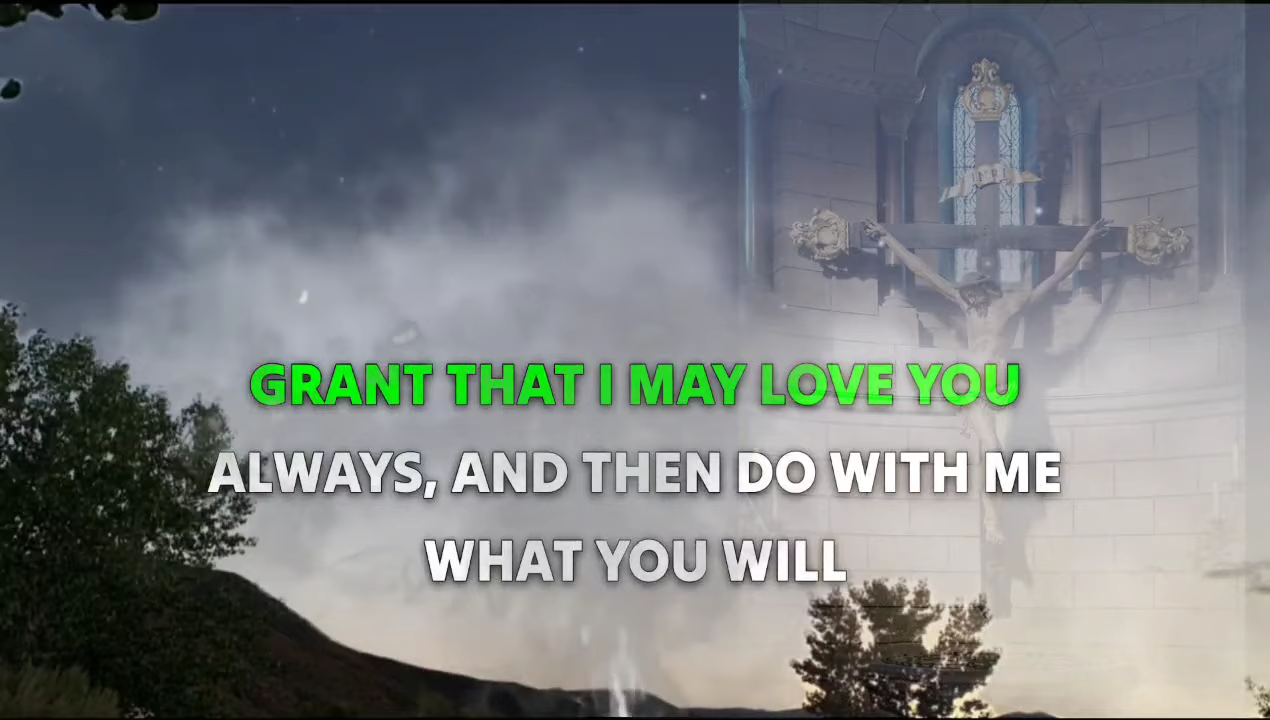 GRANT THAT I MAY LOVE YOU
ALWAYS, AND THEN DO WITH ME
WHAT YOU WILL